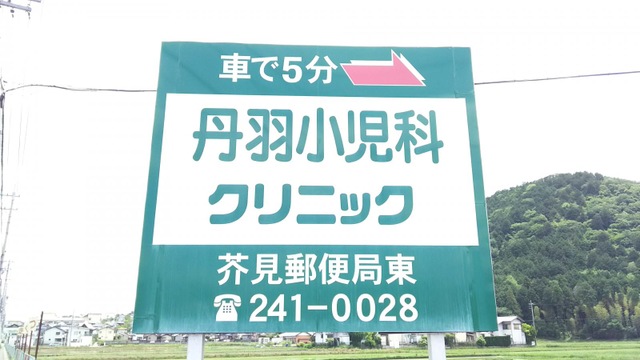 車で5分
丹羽小児科
クリニック
芥見郵便局東
☎241-0028